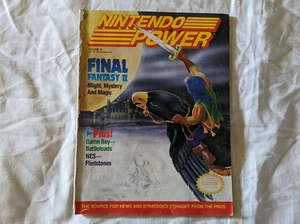 NINTENDO
POWER
FINAL
FANTASY II
Might, Mystery
And Magic
Plus!
Game Boy—
Battletoads
NES—
Flintstones
THE SOURCE FOR NEWS AND STRATEGIES STRAIGHT FROM THE PROS